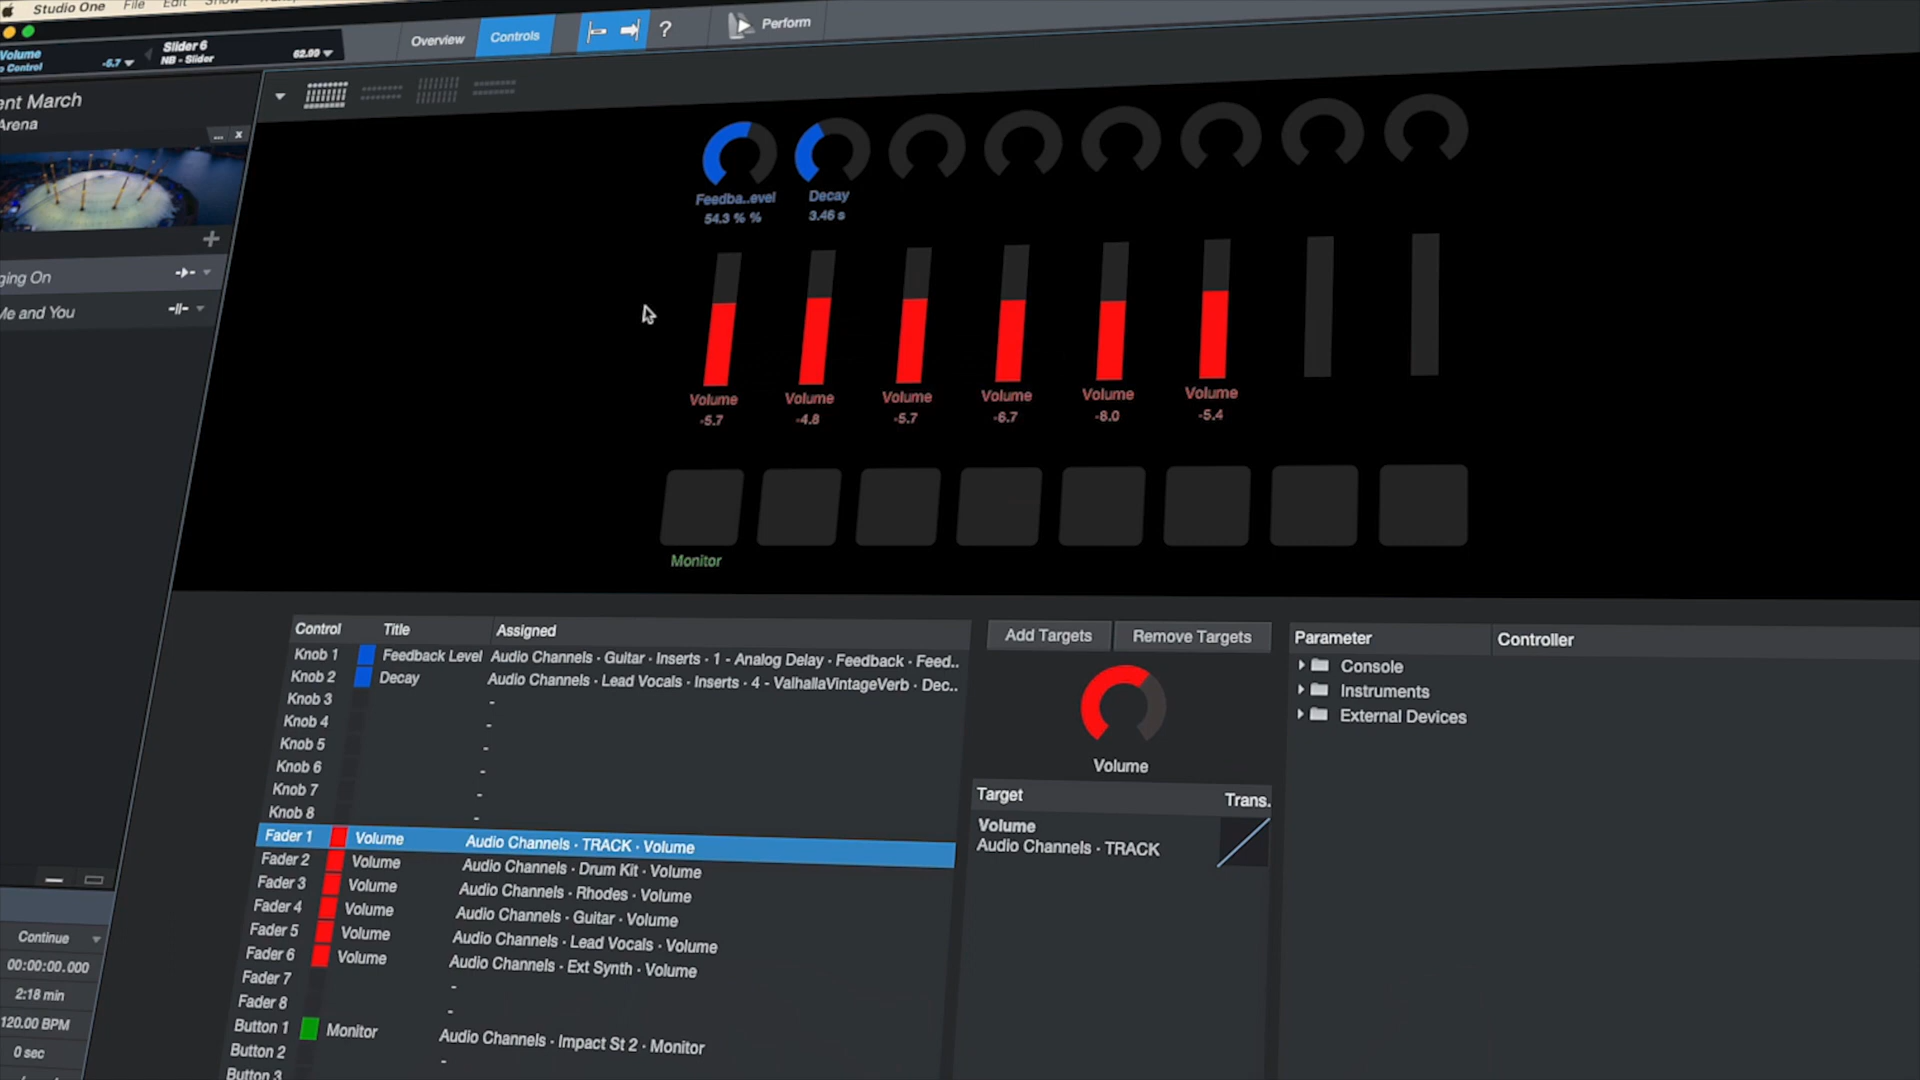 Studio One File Edit Show
Volume
Control
-5.7
Slider 6
NB - Slider
62.99
Overview
Controls
?
Perform
ent March
Arena
...
x
ging On
Me and You
Feedba..evel
54.3 % %
Decay
3.46 s
Volume
-5.7
Volume
-4.8
Volume
-5.7
Volume
-6.7
Volume
-8.0
Volume
-5.4
Monitor
Control Title Assigned
Knob 1 Feedback Level Audio Channels · Guitar · Inserts · 1 - Analog Delay · Feedback · Feed..
Knob 2 Decay Audio Channels · Lead Vocals · Inserts · 4 - ValhallaVintageVerb · Dec..
Knob 3 -
Knob 4 -
Knob 5 -
Knob 6 -
Knob 7 -
Knob 8 -
Fader 1 Volume Audio Channels · TRACK · Volume
Fader 2 Volume Audio Channels · Drum Kit · Volume
Fader 3 Volume Audio Channels · Rhodes · Volume
Fader 4 Volume Audio Channels · Guitar · Volume
Fader 5 Volume Audio Channels · Lead Vocals · Volume
Fader 6 Volume Audio Channels · Ext Synth · Volume
Fader 7 -
Fader 8 -
Button 1 Monitor Audio Channels · Impact St 2 · Monitor
Button 2 -
Button 3
Add Targets
Remove Targets
Volume
Target Trans.
Volume
Audio Channels · TRACK
Parameter Controller
Console
Instruments
External Devices
Continue
00:00:00.000
2:18 min
120.00 BPM
0 sec